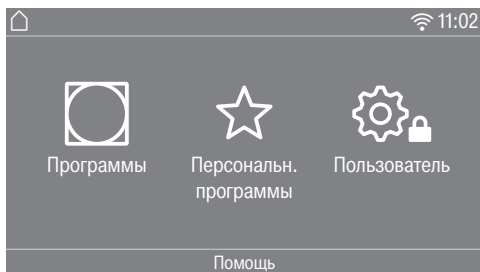 11:02
Программы
Персональн.
программы
Пользователь
Помощь